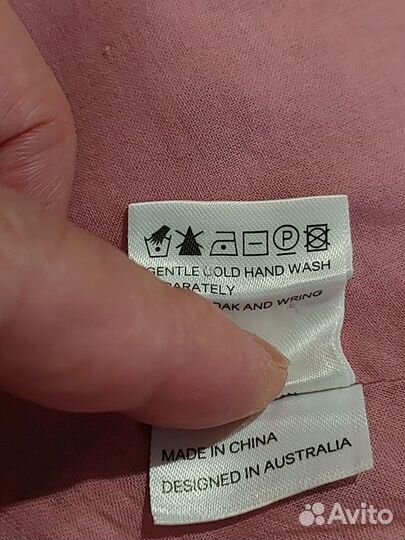 P
GENTLE COLD HAND WASH
PARATELY
OAK AND WRING
MADE IN CHINA
DESIGNED IN AUSTRALIA
Avito